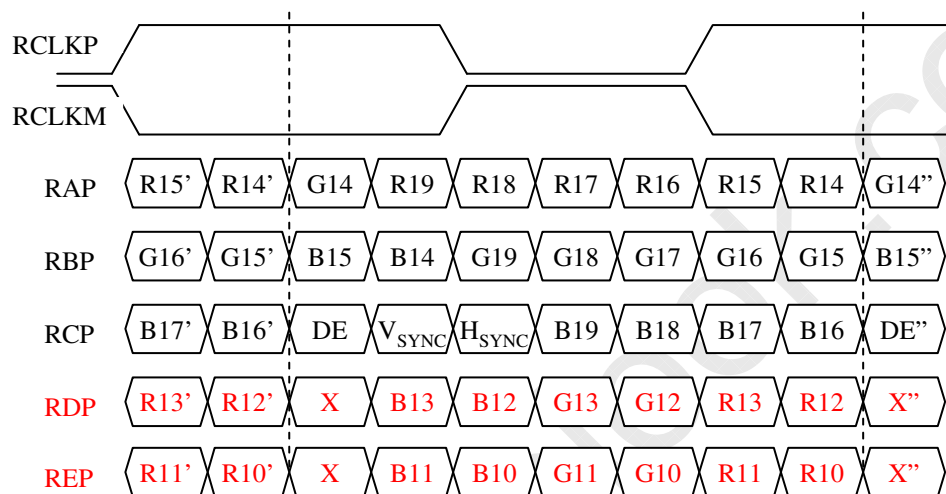 RCLKP
RCLKM
RAP R15’ R14’ G14 R19 R18 R17 R16 R15 R14 G14”
RBP G16’ G15’ B15 B14 G19 G18 G17 G16 G15 B15”
RCP B17’ B16’ DE VSYNC HSYNC B19 B18 B17 B16 DE”
RDP R13’ R12’ X B13 B12 G13 G12 R13 R12 X”
REP R11’ R10’ X B11 B10 G11 G10 R11 R10 X”